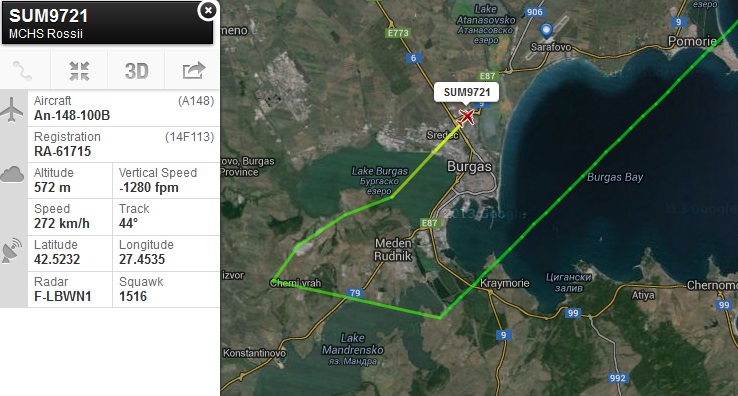 SUM9721
MCHS Rossii
3D
Aircraft
(A148)
An-148-100B
Registration
(14F113)
RA-61715
Altitude
572 m
Vertical Speed
-1280 fpm
Speed
272 km/h
Track
44°
Latitude
42.5232
Longitude
27.4535
Radar
F-LBWN1
Squawk
1516
meno
E773
Lake
Atanasovsko
Атанасовско
езеро
906
Sarafovo
Pomorie
E87
SUM9721
9
Sredec
ovo, Burgas
Province
Lake Burgas
Бургаско
езеро
Burgas
Burgas Bay
E87
Meden
Rudnik
izvor
Cherni vrah
79
Kraymorie
Цигански
залив
Atiya
Chernomo
99
9
9
Lake
Mandrensko
яз. Мандра
Konstantinovo
992